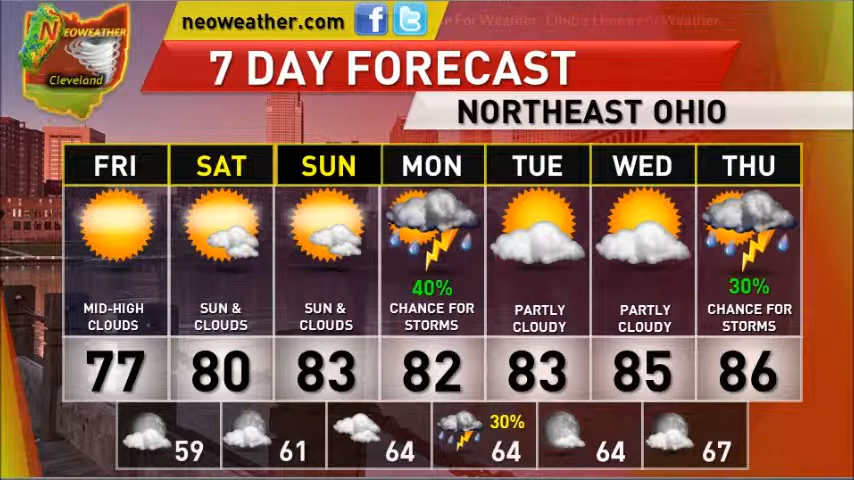 neoweather.com
NEOWEATHER
Cleveland
7 DAY FORECAST
NORTHEAST OHIO
FRI SAT SUN MON TUE WED THU
40% 30%
MID-HIGH CLOUDS
SUN & CLOUDS
SUN & CLOUDS
CHANCE FOR STORMS
PARTLY CLOUDY
PARTLY CLOUDY
CHANCE FOR STORMS
77 80 83 82 83 85 86
30%
59 61 64 64 64 67